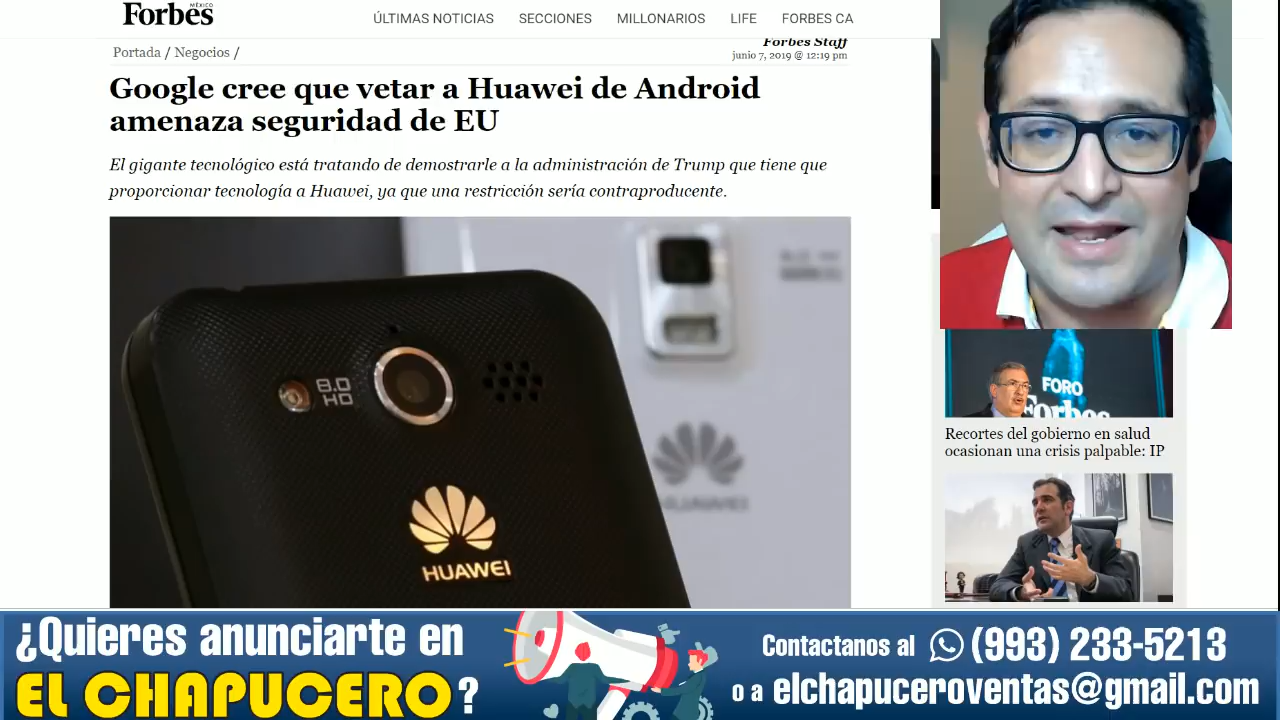 Forbes
MÉXICO
ÚLTIMAS NOTICIAS
SECCIONES
MILLONARIOS
LIFE
FORBES CA
Portada / Negocios /
Forbes Staff
junio 7, 2019 @ 12:19 pm
Google cree que vetar a Huawei de Android
amenaza seguridad de EU
El gigante tecnológico está tratando de demostrarle a la administración de Trump que tiene que
proporcionar tecnología a Huawei, ya que una restricción sería contraproducente.
8.0
HD
HUAWEI
HUAWEI
FORO
Forbes
Recortes del gobierno en salud
ocasionan una crisis palpable: IP
¿Quieres anunciarte en
EL CHAPUCERO?
Contactanos al (993) 233-5213
o a elchapuceroventas@gmail.com